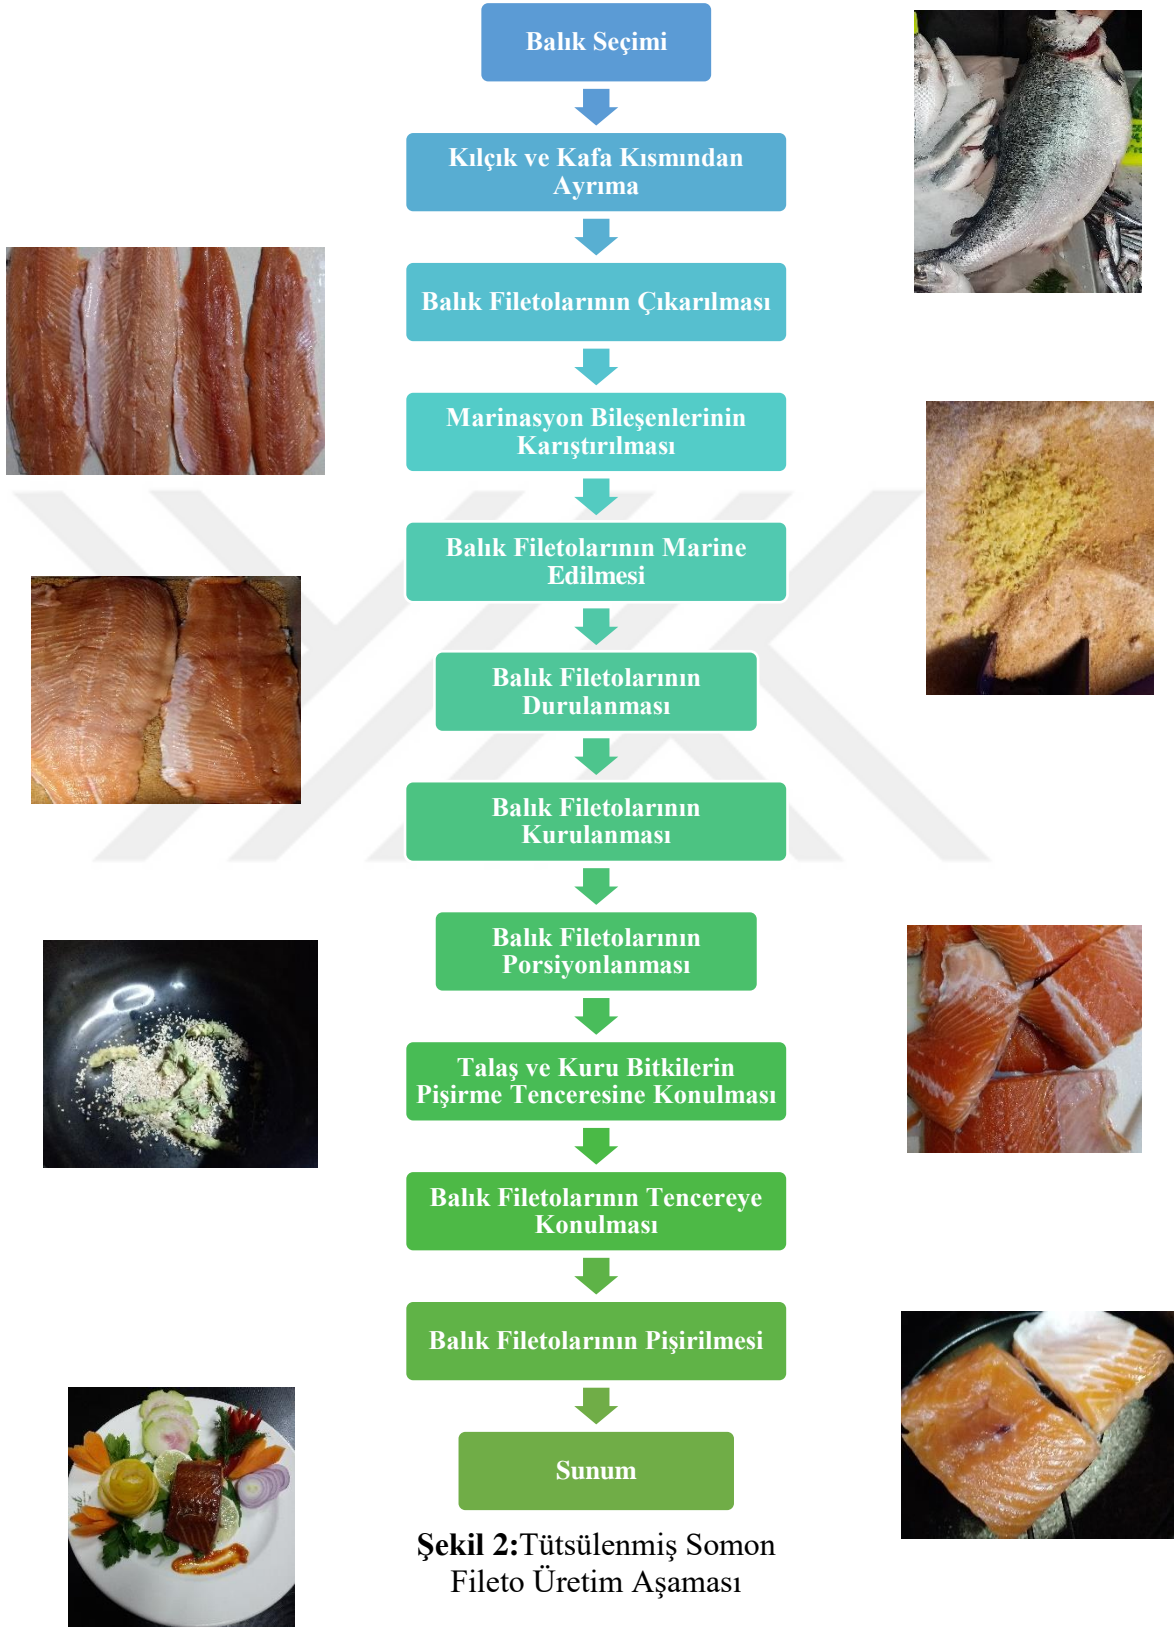 Balık Seçimi
Kılçık ve Kafa Kısmından
Ayrıma
Balık Filetolarının Çıkarılması
Marinasyon Bileşenlerinin
Karıştırılması
Balık Filetolarının Marine
Edilmesi
Balık Filetolarının
Durulanması
Balık Filetolarının
Kurulanması
Balık Filetolarının
Porsiyonlanması
Talaş ve Kuru Bitkilerin
Pişirme Tenceresine Konulması
Balık Filetolarının Tencereye
Konulması
Balık Filetolarının Pişirilmesi
Sunum
Şekil 2:Tütsülenmiş Somon
Fileto Üretim Aşaması